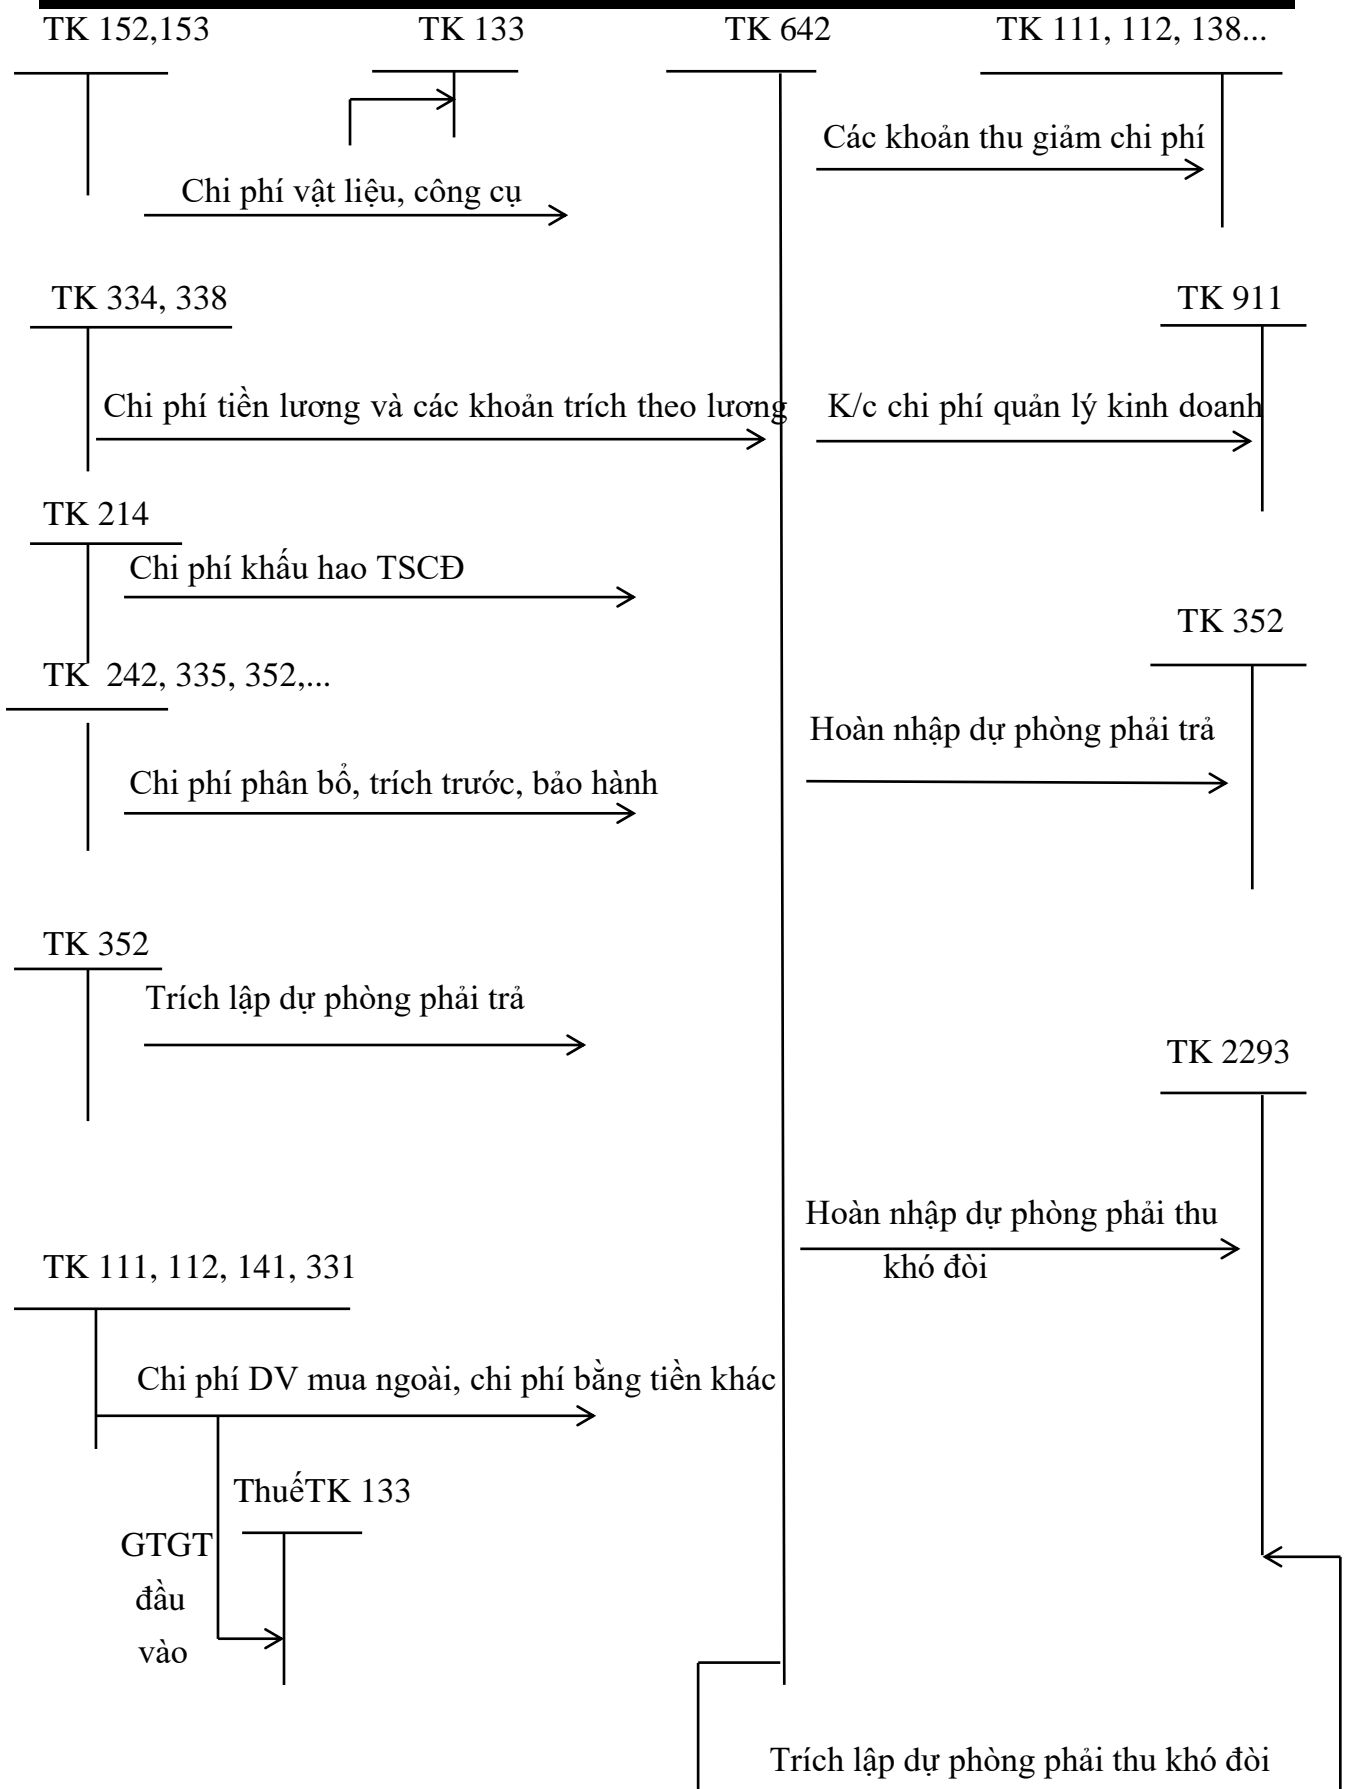 TK 152,153 TK 133 TK 642 TK 111, 112, 138...
Các khoản thu giảm chi phí
Chi phí vật liệu, công cụ
TK 334, 338 TK 911
Chi phí tiền lương và các khoản trích theo lương K/c chi phí quản lý kinh doanh
TK 214
Chi phí khấu hao TSCĐ
TK 352
TK 242, 335, 352,...
Hoàn nhập dự phòng phải trả
Chi phí phân bổ, trích trước, bảo hành
TK 352
Trích lập dự phòng phải trả
TK 2293
Hoàn nhập dự phòng phải thu
khó đòi
TK 111, 112, 141, 331
Chi phí DV mua ngoài, chi phí bằng tiền khác
ThuếTK 133
GTGT
đầu
vào
Trích lập dự phòng phải thu khó đòi